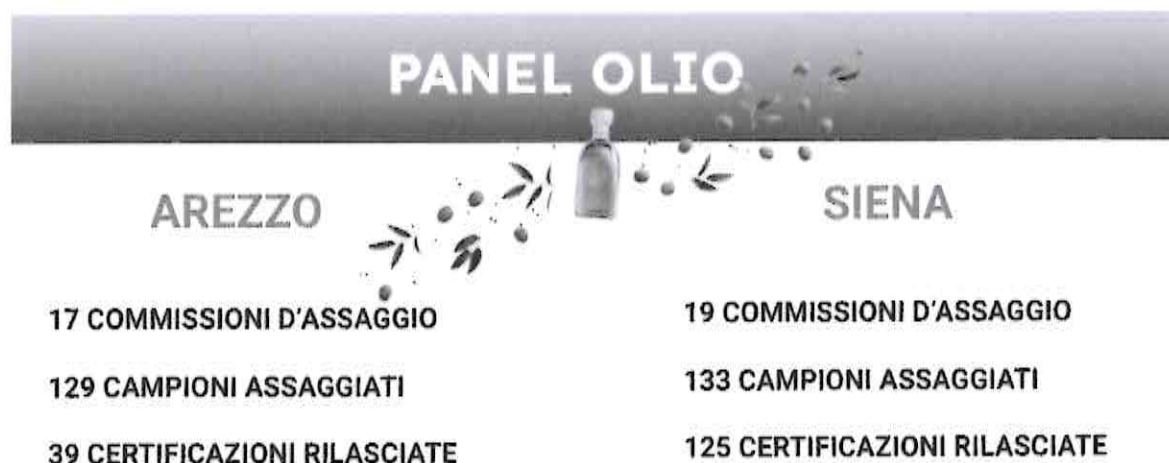 PANEL OLIO
AREZZO
17 COMMISSIONI D'ASSAGGIO
129 CAMPIONI ASSAGGIATI
39 CERTIFICAZIONI RILASCIATE
SIENA
19 COMMISSIONI D'ASSAGGIO
133 CAMPIONI ASSAGGIATI
125 CERTIFICAZIONI RILASCIATE